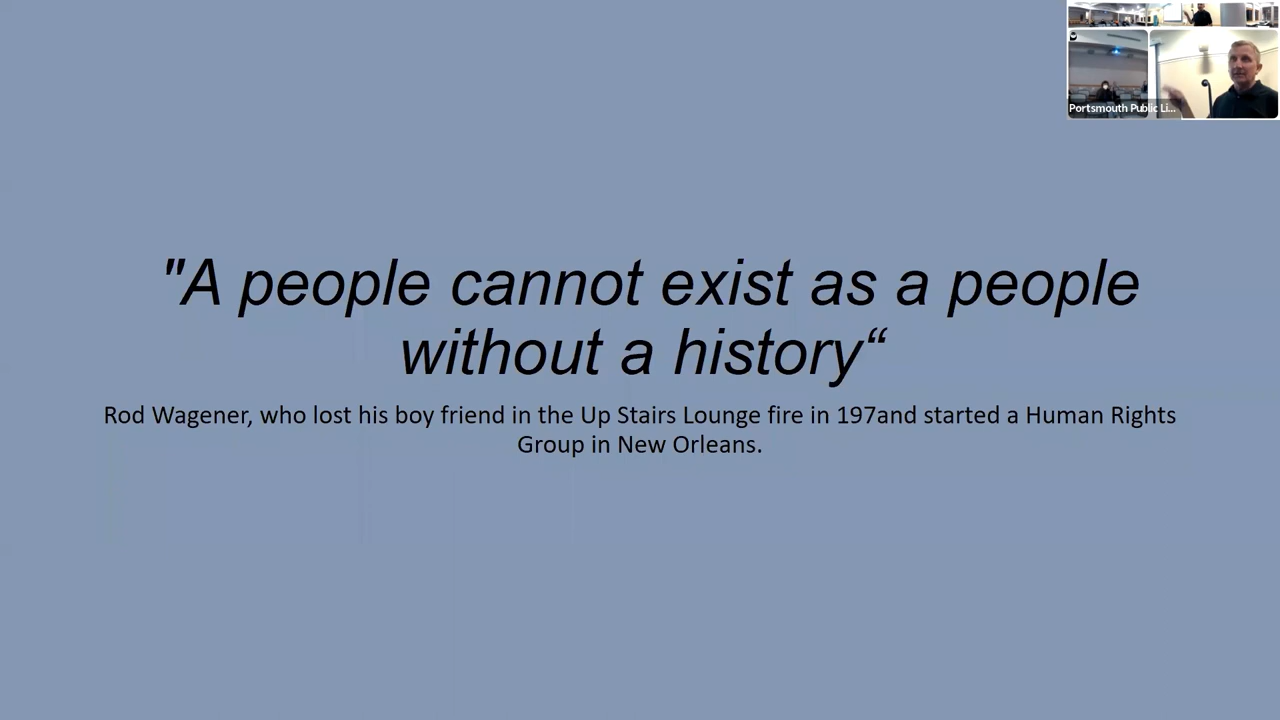 Portsmouth Public Li...
"A people cannot exist as a people
without a history“
Rod Wagener, who lost his boy friend in the Up Stairs Lounge fire in 197and started a Human Rights
Group in New Orleans.